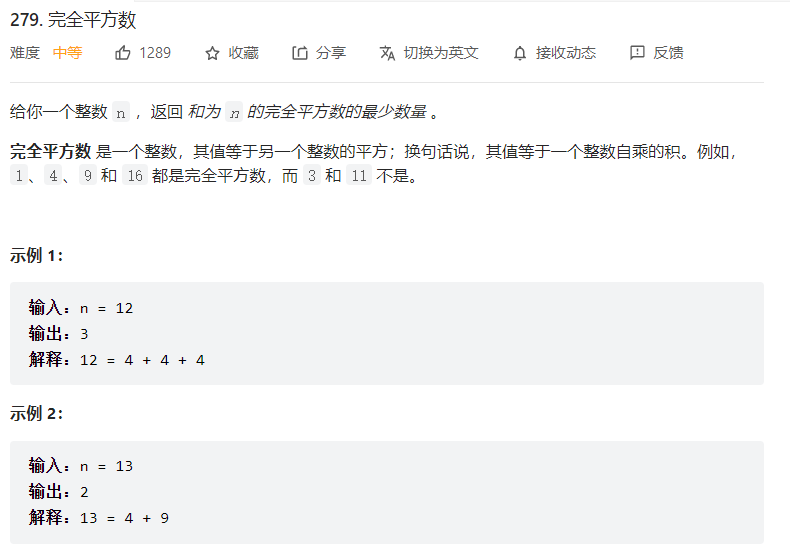 279. 完全平方数
难度 中等 1289 收藏 分享 切换为英文 接收动态 反馈
给你一个整数 n ，返回 和为 n 的完全平方数的最少数量 。
完全平方数 是一个整数，其值等于另一个整数的平方；换句话说，其值等于一个整数自乘的积。例如，
1 、 4 、 9 和 16 都是完全平方数，而 3 和 11 不是。
示例 1：
输入：n = 12
输出：3
解释：12 = 4 + 4 + 4
示例 2：
输入：n = 13
输出：2
解释：13 = 4 + 9